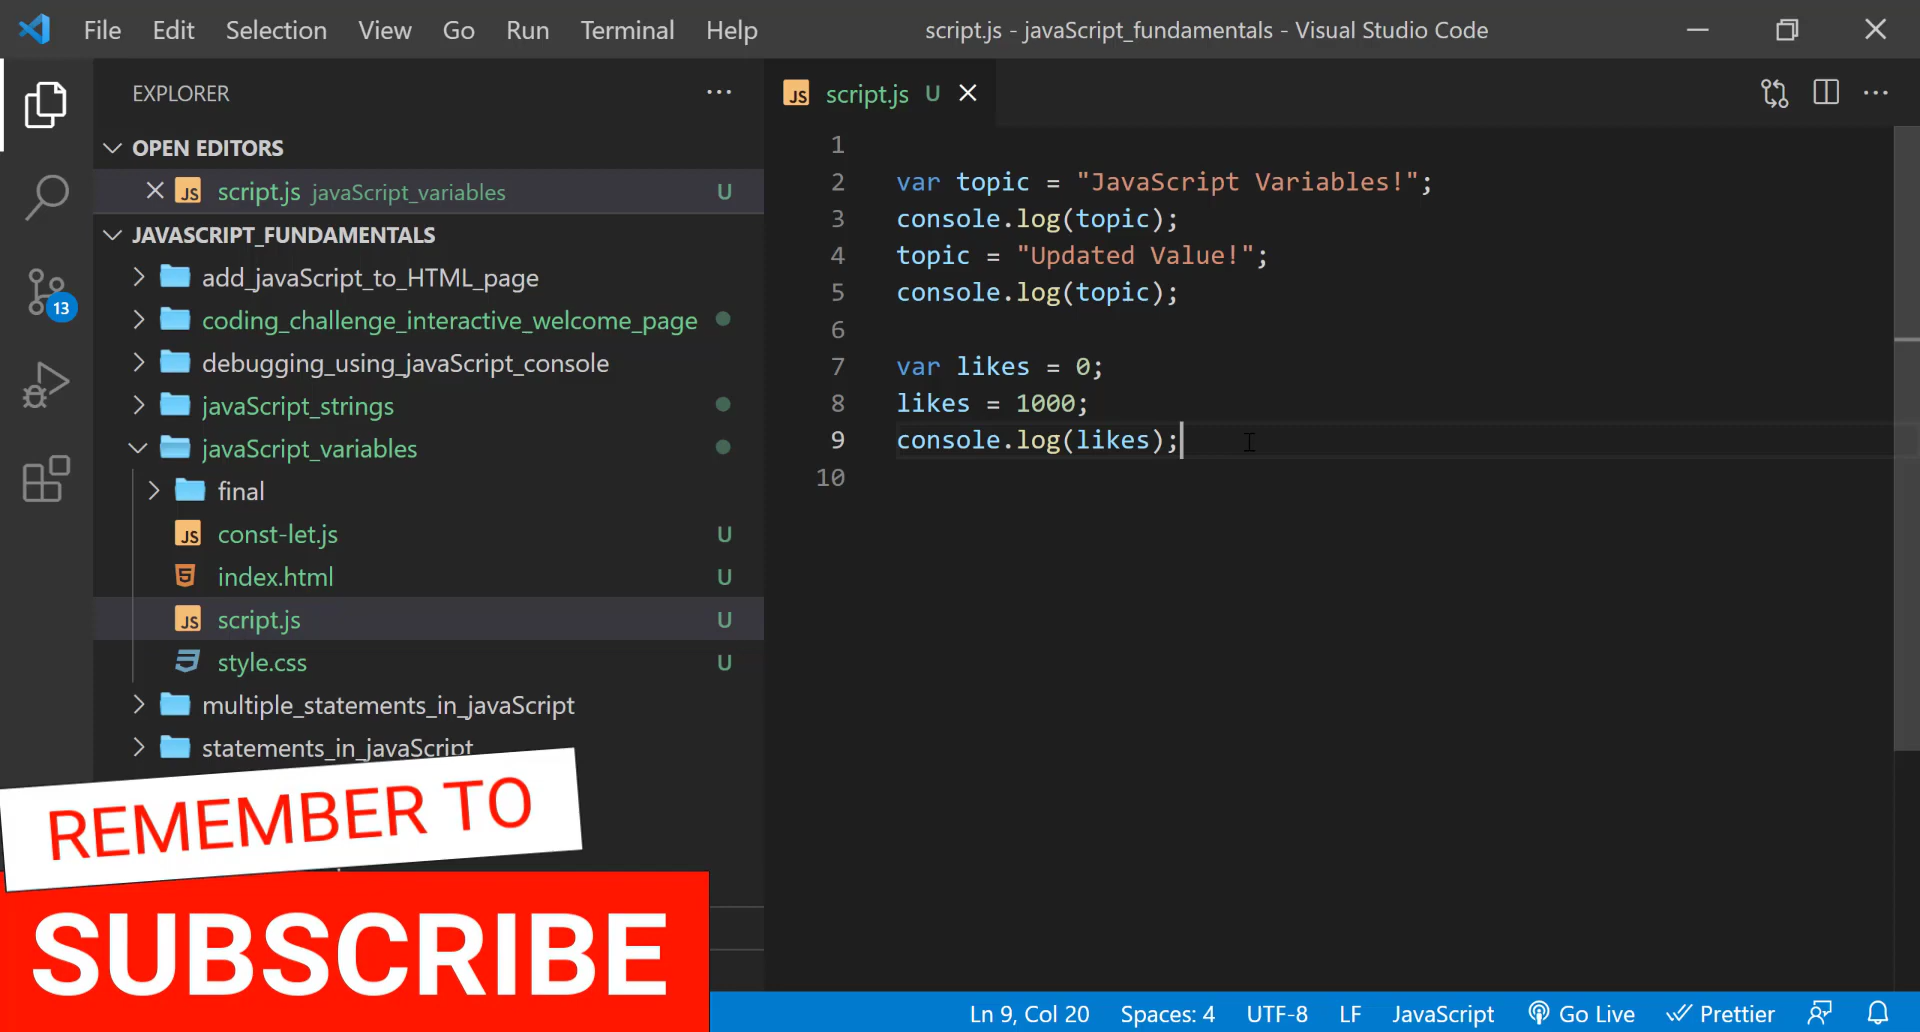 File Edit Selection View Go Run Terminal Help script.js - javaScript_fundamentals - Visual Studio Code
EXPLORER
OPEN EDITORS
JS script.js javaScript_variables U
JAVASCRIPT_FUNDAMENTALS
add_javaScript_to_HTML_page
coding_challenge_interactive_welcome_page
debugging_using_javaScript_console
javaScript_strings
javaScript_variables
final
JS const-let.js U
index.html U
JS script.js U
style.css U
multiple_statements_in_javaScript
statements_in_javaScript
13
JS script.js U
1
2 var topic = "JavaScript Variables!";
3 console.log(topic);
4 topic = "Updated Value!";
5 console.log(topic);
6
7 var likes = 0;
8 likes = 1000;
9 console.log(likes);
10
REMEMBER TO
SUBSCRIBE
Ln 9, Col 20 Spaces: 4 UTF-8 LF JavaScript Go Live Prettier